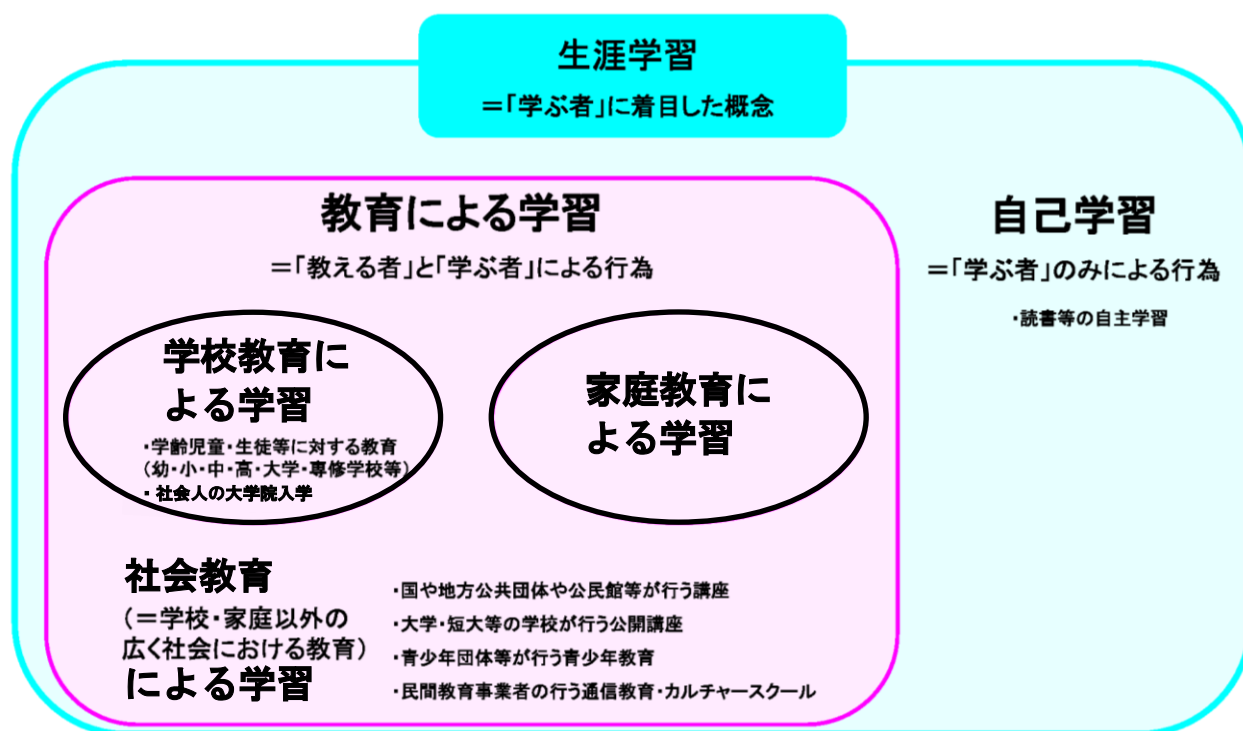 生涯学習
＝「学ぶ者」に着目した概念
教育による学習
＝「教える者」と「学ぶ者」による行為
学校教育に
よる学習
・学齢児童・生徒等に対する教育
（幼・小・中・高・大学・専修学校等）
・社会人の大学院入学
家庭教育に
よる学習
社会教育
（＝学校・家庭以外の
広く社会における教育）
による学習
・国や地方公共団体や公民館等が行う講座
・大学・短大等の学校が行う公開講座
・青少年団体等が行う青少年教育
・民間教育事業者の行う通信教育・カルチャースクール
自己学習
＝「学ぶ者」のみによる行為
・読書等の自主学習